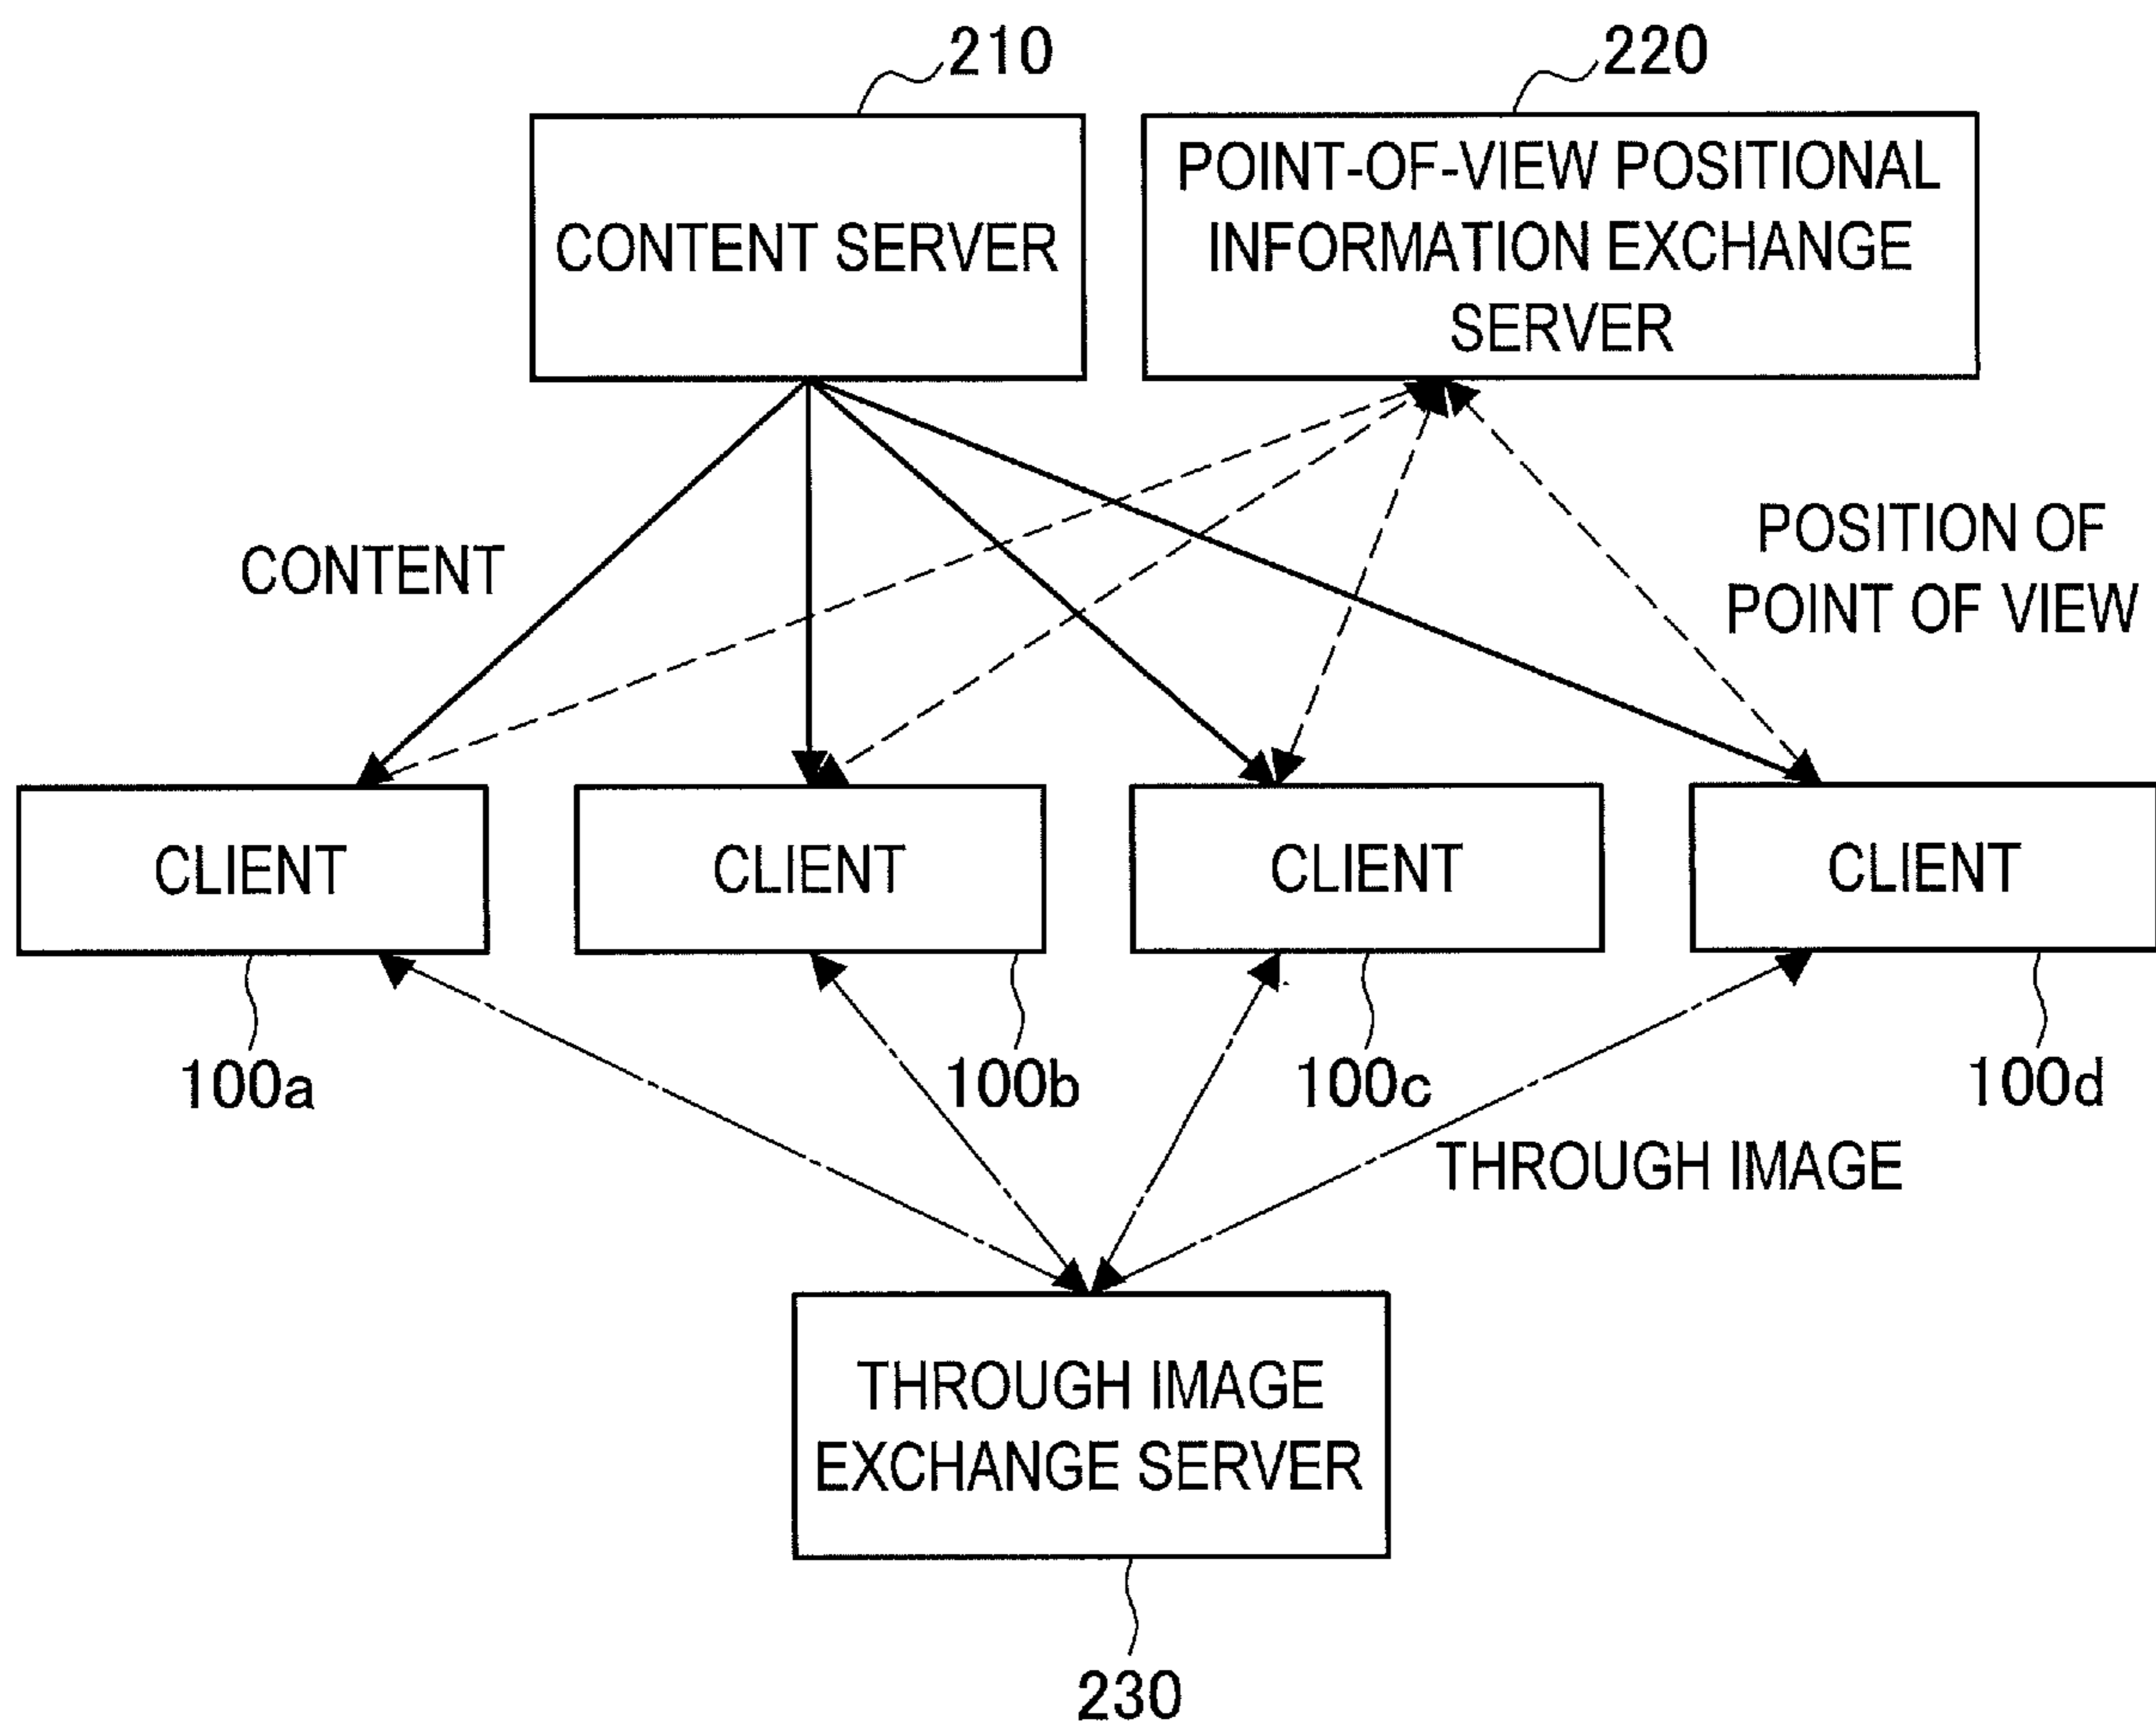 210
220
CONTENT SERVER
POINT-OF-VIEW POSITIONAL
INFORMATION EXCHANGE
SERVER
CONTENT
POSITION OF
POINT OF VIEW
CLIENT
CLIENT
CLIENT
CLIENT
100a
100b
100c
100d
THROUGH IMAGE
THROUGH IMAGE
EXCHANGE SERVER
230